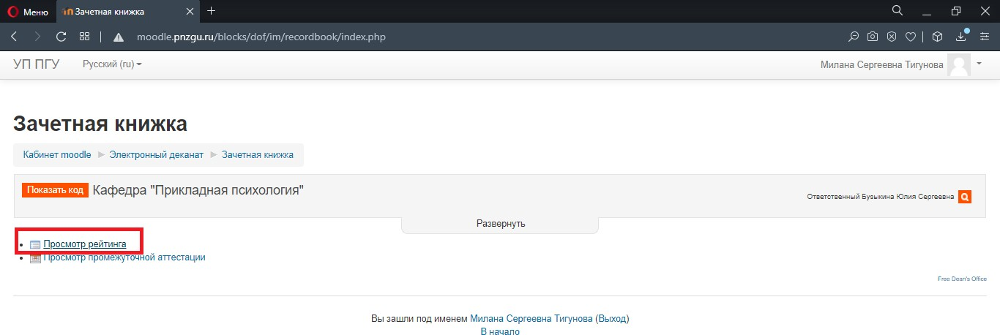 Меню
Зачетная книжка
moodle.pnzgu.ru/blocks/dof/im/recordbook/index.php
УП ПГУ Русский (ru) Милана Сергеевна Тигунова
Зачетная книжка
Кабинет moodle Электронный деканат Зачетная книжка
Показать код Кафедра "Прикладная психология"
Ответственный Бузыкина Юлия Сергеевна
Развернуть
Просмотр рейтинга
Просмотр промежуточной аттестации
Free Dean's Office
Вы зашли под именем Милана Сергеевна Тигунова (Выход)
В начало